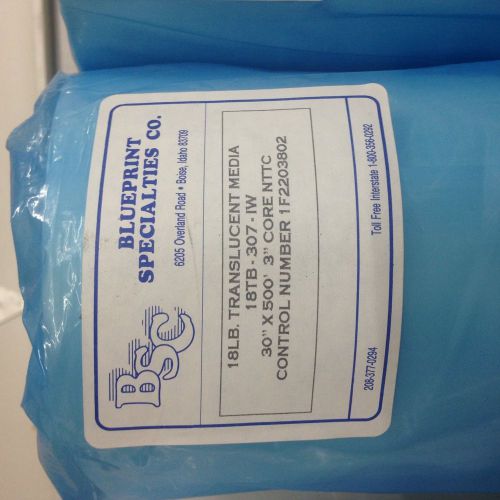 BSC
BLUEPRINT
SPECIALTIES CO.
6205 Overland Road • Boise, Idaho 83709
18LB. TRANSLUCENT MEDIA
18TB - 307 - IW
30" X 500' 3" CORE NTTC
CONTROL NUMBER 1F2203802
208-377-0294
Toll Free Interstate 1-800-356-0292